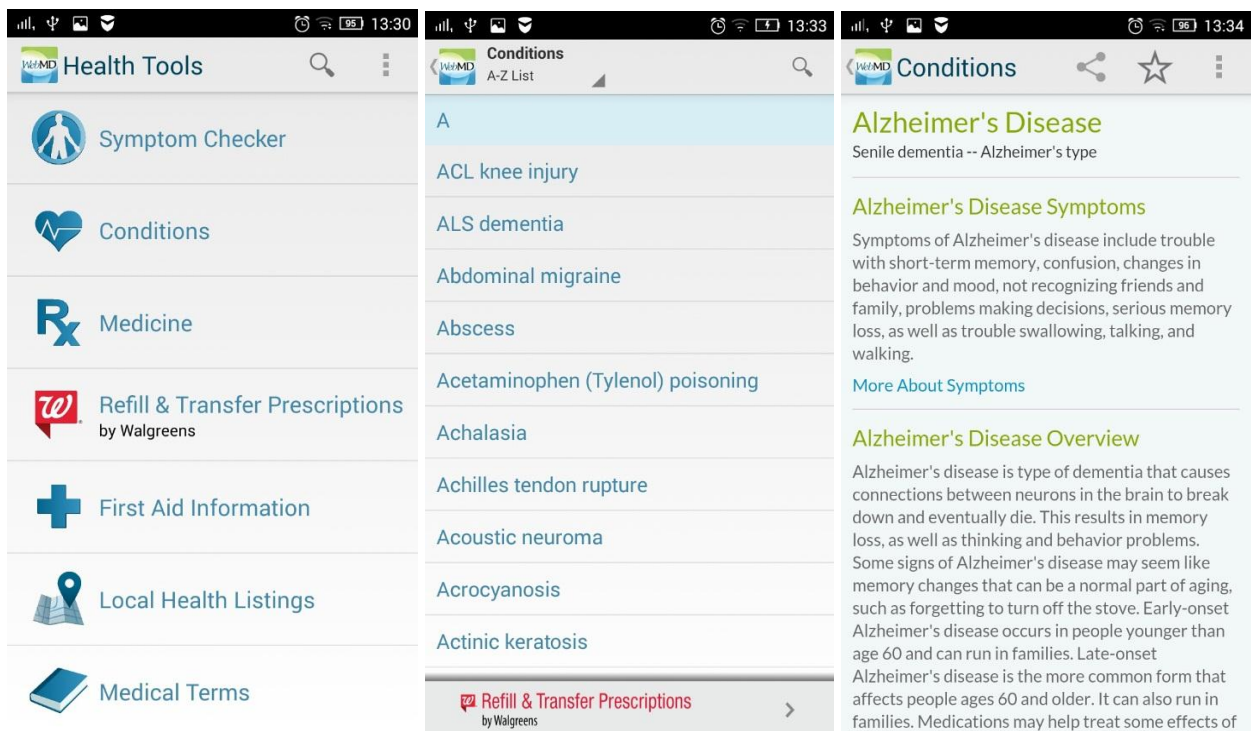 95 13:30
WebMD Health Tools
Symptom Checker
Conditions
Rx Medicine
W Refill & Transfer Prescriptions
by Walgreens
First Aid Information
Local Health Listings
Medical Terms
13:33
WebMD Conditions
A-Z List
A
ACL knee injury
ALS dementia
Abdominal migraine
Abscess
Acetaminophen (Tylenol) poisoning
Achalasia
Achilles tendon rupture
Acoustic neuroma
Acrocyanosis
Actinic keratosis
W Refill & Transfer Prescriptions
by Walgreens
96 13:34
WebMD Conditions
Alzheimer's Disease
Senile dementia -- Alzheimer's type
Alzheimer's Disease Symptoms
Symptoms of Alzheimer's disease include trouble
with short-term memory, confusion, changes in
behavior and mood, not recognizing friends and
family, problems making decisions, serious memory
loss, as well as trouble swallowing, talking, and
walking.
More About Symptoms
Alzheimer's Disease Overview
Alzheimer's disease is type of dementia that causes
connections between neurons in the brain to break
down and eventually die. This results in memory
loss, as well as thinking and behavior problems.
Some signs of Alzheimer's disease may seem like
memory changes that can be a normal part of aging,
such as forgetting to turn off the stove. Early-onset
Alzheimer's disease occurs in people younger than
age 60 and can run in families. Late-onset
Alzheimer's disease is the more common form that
affects people ages 60 and older. It can also run in
families. Medications may help treat some effects of